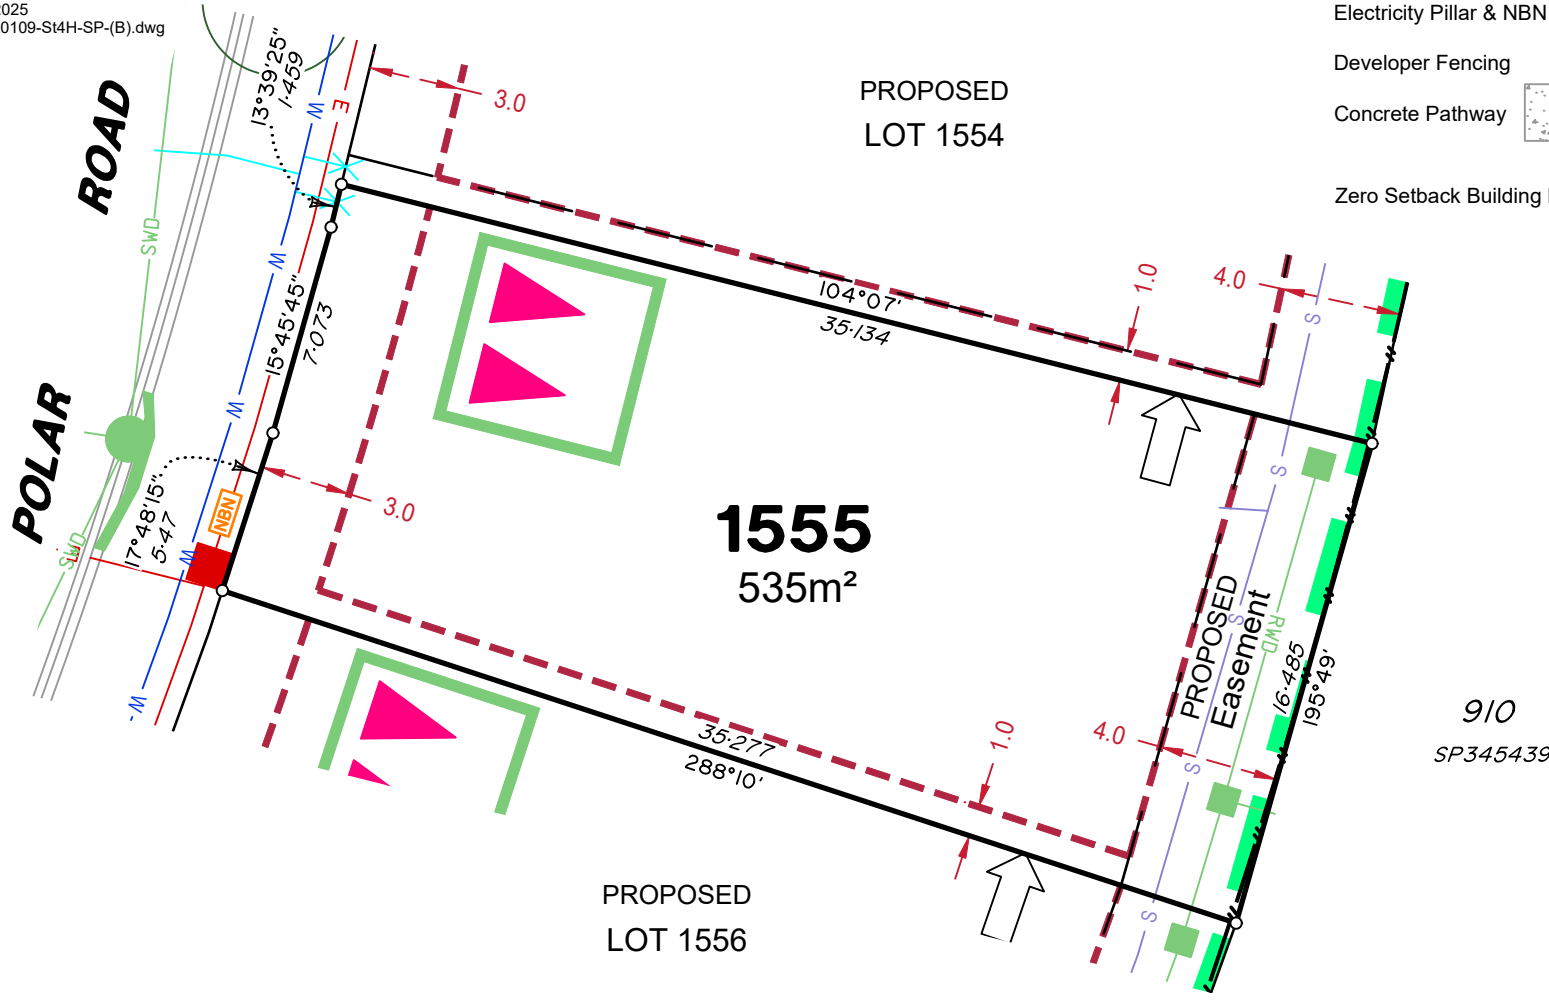 2025
0109-St4H-SP-(B).dwg
Electricity Pillar & NBN
Developer Fencing
Concrete Pathway
Zero Setback Building
PROPOSED
LOT 1554
ROAD
POLAR
13°39'25"
1·459
W
E
3.0
SWD
W
15°45'45"
7·073
104°07'
35·134
1.0
4.0
S
W
3.0
NBN
17°48'15"
5·47
SWD
W
W
1555
535m²
S
PROPOSED
Easement
S
RWD
16·485
195°49'
910
SP345439
35·277
288°10'
1.0
4.0
S
S
PROPOSED
LOT 1556